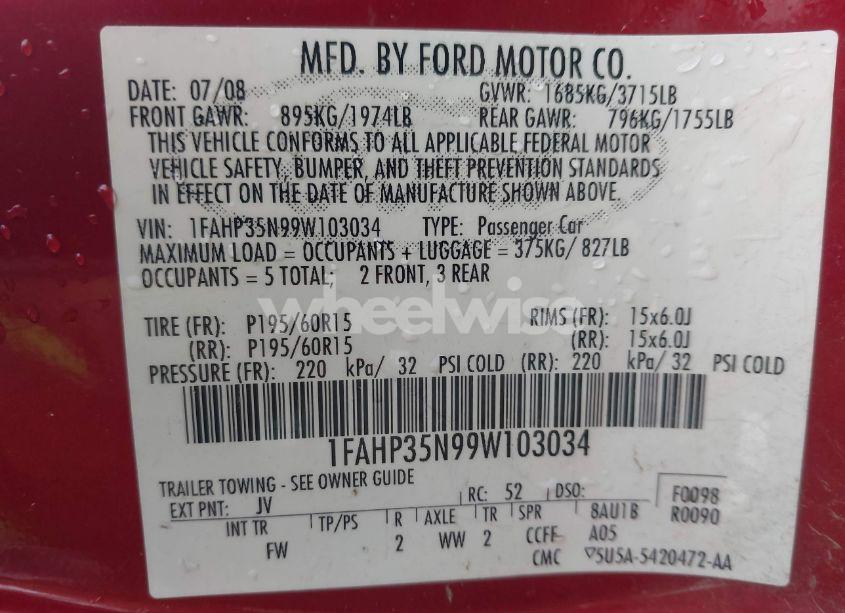 MFD. BY FORD MOTOR CO.
DATE: 07/08 GVWR: 1685KG/3715LB
FRONT GAWR: 895KG/1974LB REAR GAWR: 796KG/1755LB
THIS VEHICLE CONFORMS TO ALL APPLICABLE FEDERAL MOTOR
VEHICLE SAFETY, BUMPER, AND THEFT PREVENTION STANDARDS
IN EFFECT ON THE DATE OF MANUFACTURE SHOWN ABOVE.
VIN: 1FAHP35N99W103034 TYPE: Passenger Car
MAXIMUM LOAD = OCCUPANTS + LUGGAGE = 375KG/ 827LB
OCCUPANTS = 5 TOTAL; 2 FRONT, 3 REAR
wheelwise
TIRE (FR): P195/60R15 RIMS (FR): 15x6.0J
(RR): P195/60R15 (RR): 15x6.0J
PRESSURE (FR): 220 kPa/ 32 PSI COLD (RR): 220 kPa/ 32 PSI COLD
1FAHP35N99W103034
TRAILER TOWING - SEE OWNER GUIDE
EXT PNT: JV RC: 52 DSO: F0098
INT TR TP/PS R AXLE TR SPR 8AU1B R0090
FW 2 WW 2 CCFE A05
CMC ▽5U5A-5420472-AA